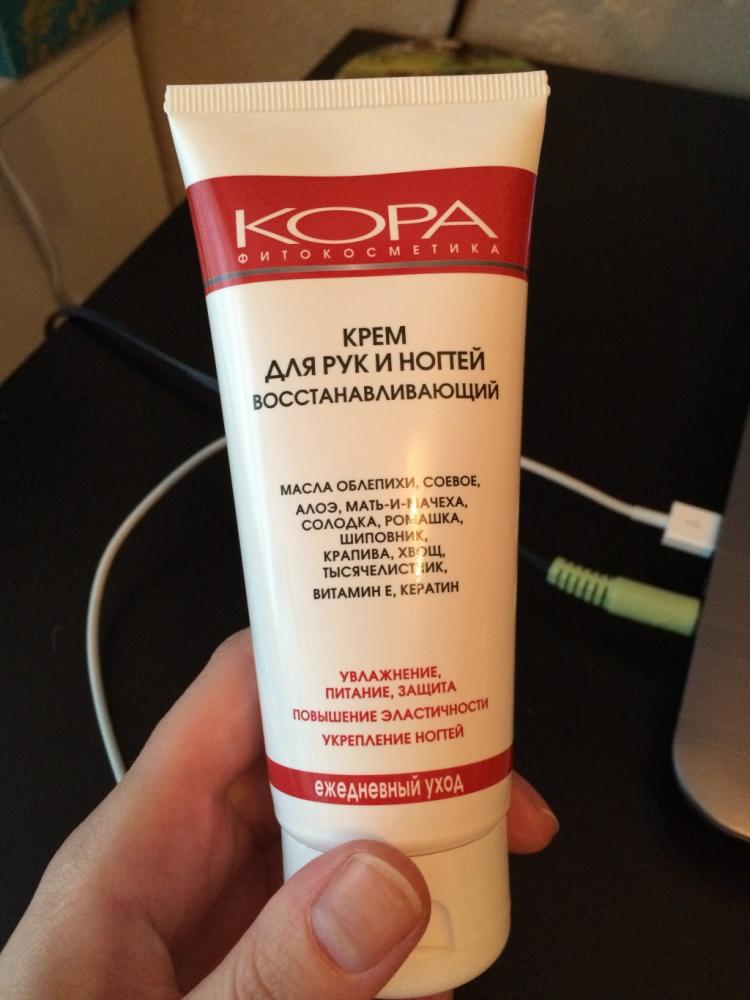 КОРА
ФИТОКОСМЕТИКА
КРЕМ
ДЛЯ РУК И НОГТЕЙ
ВОССТАНАВЛИВАЮЩИЙ
МАСЛА ОБЛЕПИХИ, СОЕВОЕ,
АЛОЭ, МАТЬ-И-МАЧЕХА,
СОЛОДКА, РОМАШКА,
ШИПОВНИК,
КРАПИВА, ХВОЩ,
ТЫСЯЧЕЛИСТНИК,
ВИТАМИН Е, КЕРАТИН
УВЛАЖНЕНИЕ,
ПИТАНИЕ, ЗАЩИТА
ПОВЫШЕНИЕ ЭЛАСТИЧНОСТИ
УКРЕПЛЕНИЕ НОГТЕЙ
ежедневный уход